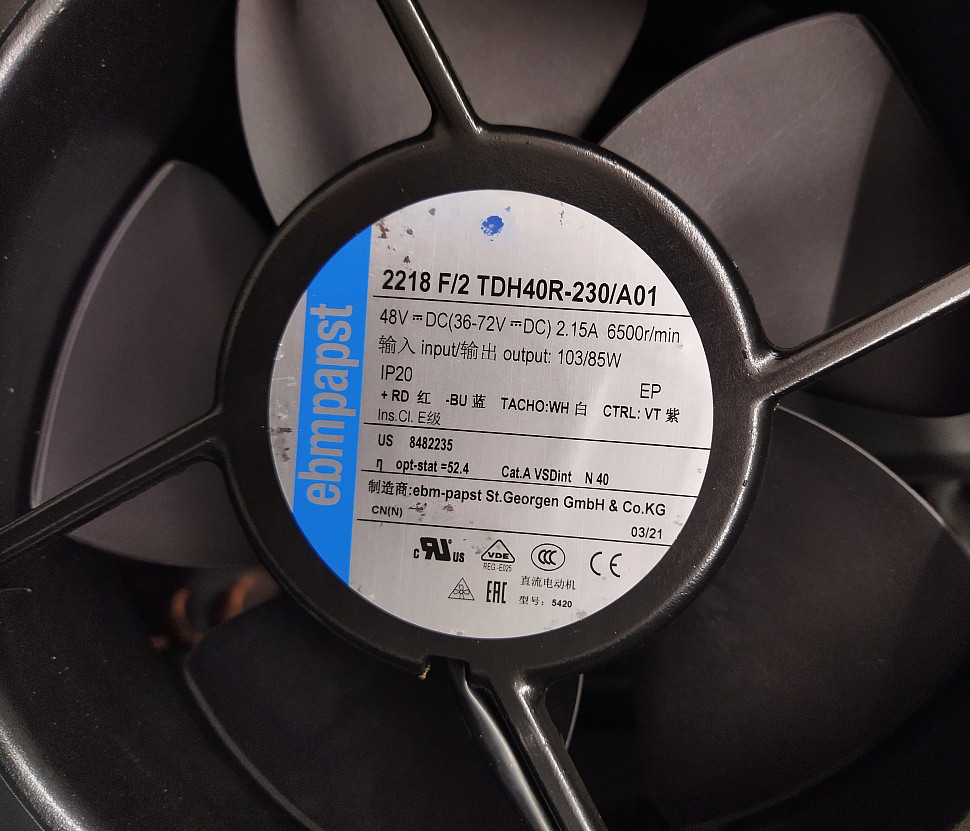 ebmpapst
2218 F/2 TDH40R-230/A01
48V ⎓DC(36-72V ⎓DC) 2.15A 6500r/min
输入 input/输出 output: 103/85W
IP20 EP
+ RD 红 -BU 蓝 TACHO:WH 白 CTRL: VT 紫
Ins.Cl. E级
US 8482235
η opt-stat =52.4 Cat.A VSDint N 40
制造商:ebm-papst St.Georgen GmbH & Co.KG
CN(N) 03/21
c RU US VDE CCC CE
REG.-E025
EAC 直流电动机
型号: 5420